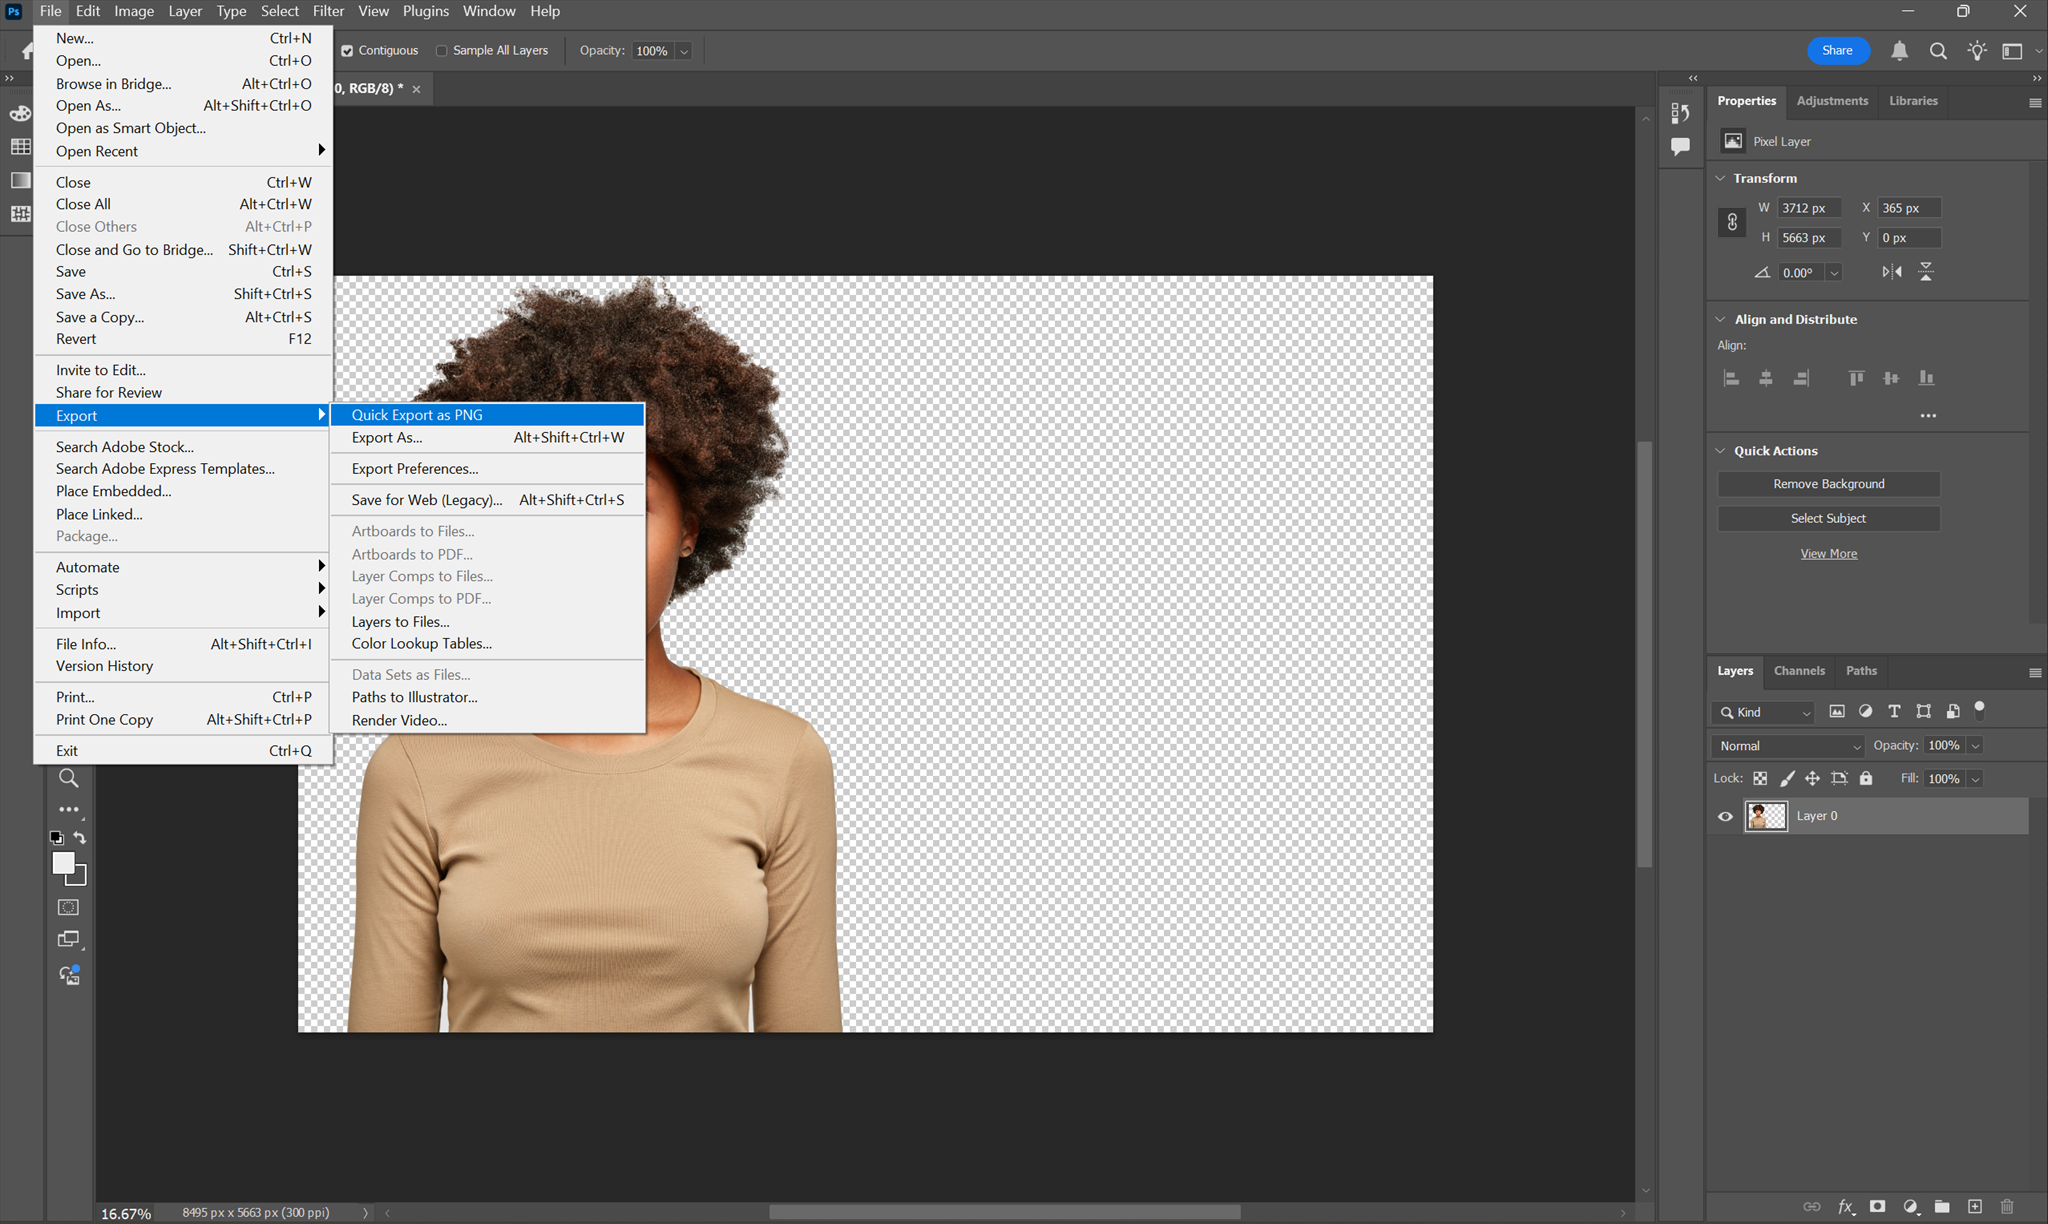 Ps File Edit Image Layer Type Select Filter View Plugins Window Help
Contiguous Sample All Layers Opacity: 100% Share
0, RGB/8) *
New... Ctrl+N
Open... Ctrl+O
Browse in Bridge... Alt+Ctrl+O
Open As... Alt+Shift+Ctrl+O
Open as Smart Object...
Open Recent
Close Ctrl+W
Close All Alt+Ctrl+W
Close Others Alt+Ctrl+P
Close and Go to Bridge... Shift+Ctrl+W
Save Ctrl+S
Save As... Shift+Ctrl+S
Save a Copy... Alt+Ctrl+S
Revert F12
Invite to Edit...
Share for Review
Export
Search Adobe Stock...
Search Adobe Express Templates...
Place Embedded...
Place Linked...
Package...
Automate
Scripts
Import
File Info... Alt+Shift+Ctrl+I
Version History
Print... Ctrl+P
Print One Copy Alt+Shift+Ctrl+P
Exit Ctrl+Q
Quick Export as PNG
Export As... Alt+Shift+Ctrl+W
Export Preferences...
Save for Web (Legacy)... Alt+Shift+Ctrl+S
Artboards to Files...
Artboards to PDF...
Layer Comps to Files...
Layer Comps to PDF...
Layers to Files...
Color Lookup Tables...
Data Sets as Files...
Paths to Illustrator...
Render Video...
Properties Adjustments Libraries
Pixel Layer
Transform
W 3712 px X 365 px
H 5663 px Y 0 px
0.00°
Align and Distribute
Align:
Quick Actions
Remove Background
Select Subject
View More
Layers Channels Paths
Kind
Normal Opacity: 100%
Lock: Fill: 100%
Layer 0
fx
16.67% 8495 px x 5663 px (300 ppi)